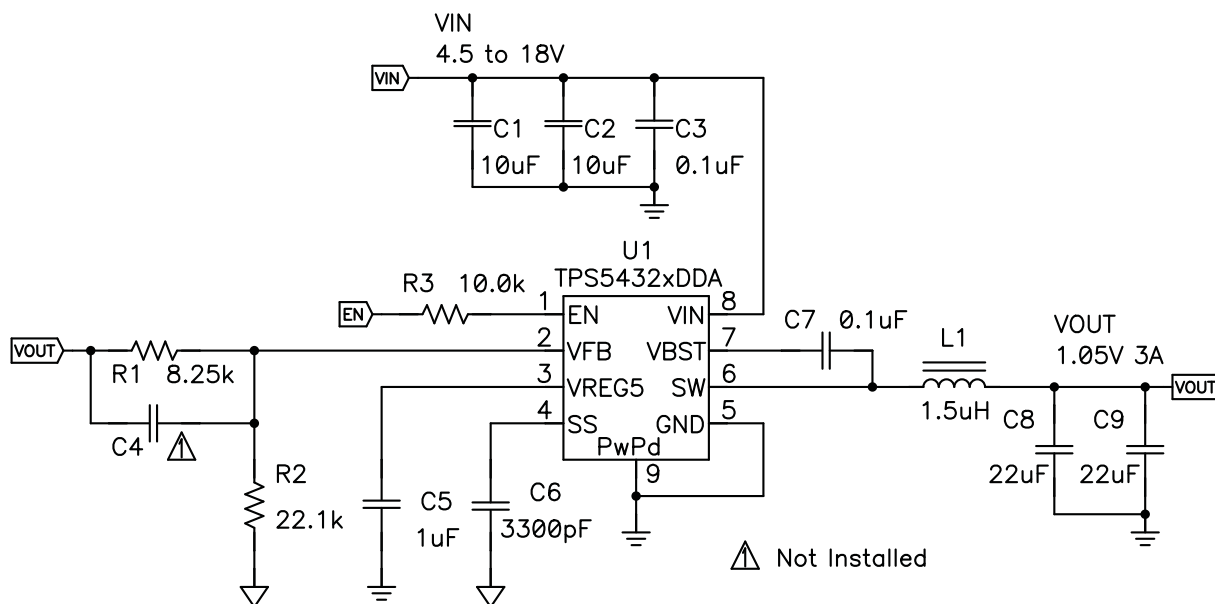 VIN
4.5 to 18V
VIN
C1
C2
C3
10uF
10uF
0.1uF
U1
TPS5432xDDA
R3 10.0k
EN
1
EN
VIN
8
C7
0.1uF
VOUT
R1
8.25k
2
VFB
VBST
7
L1
VOUT
1.05V 3A
3
VREG5
SW
6
1.5uH
VOUT
C4
1
4
SS
GND
5
C8
C9
PwPd
9
22uF
22uF
R2
22.1k
C5
1uF
C6
3300pF
1 Not Installed